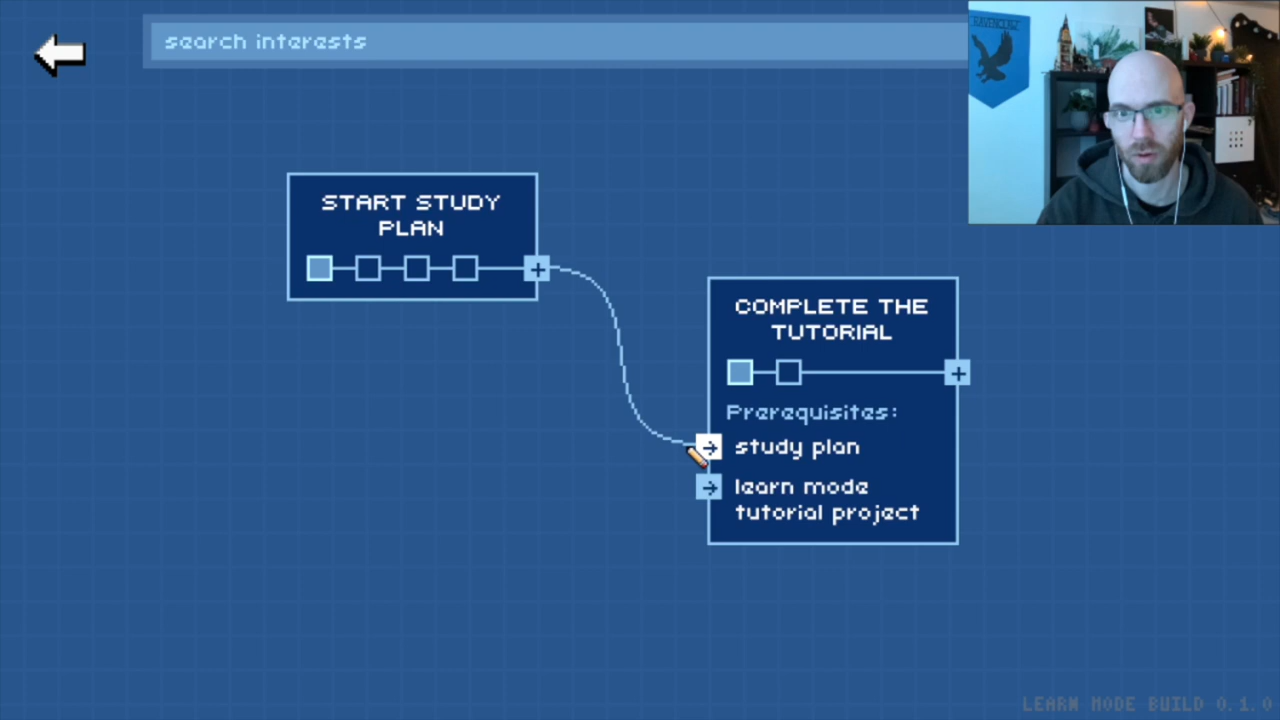 search interests
RAVENCLAW
START STUDY
PLAN
COMPLETE THE
TUTORIAL
Prerequisites:
study plan
learn mode
tutorial project
LEARN MODE BUILD 0.1.0